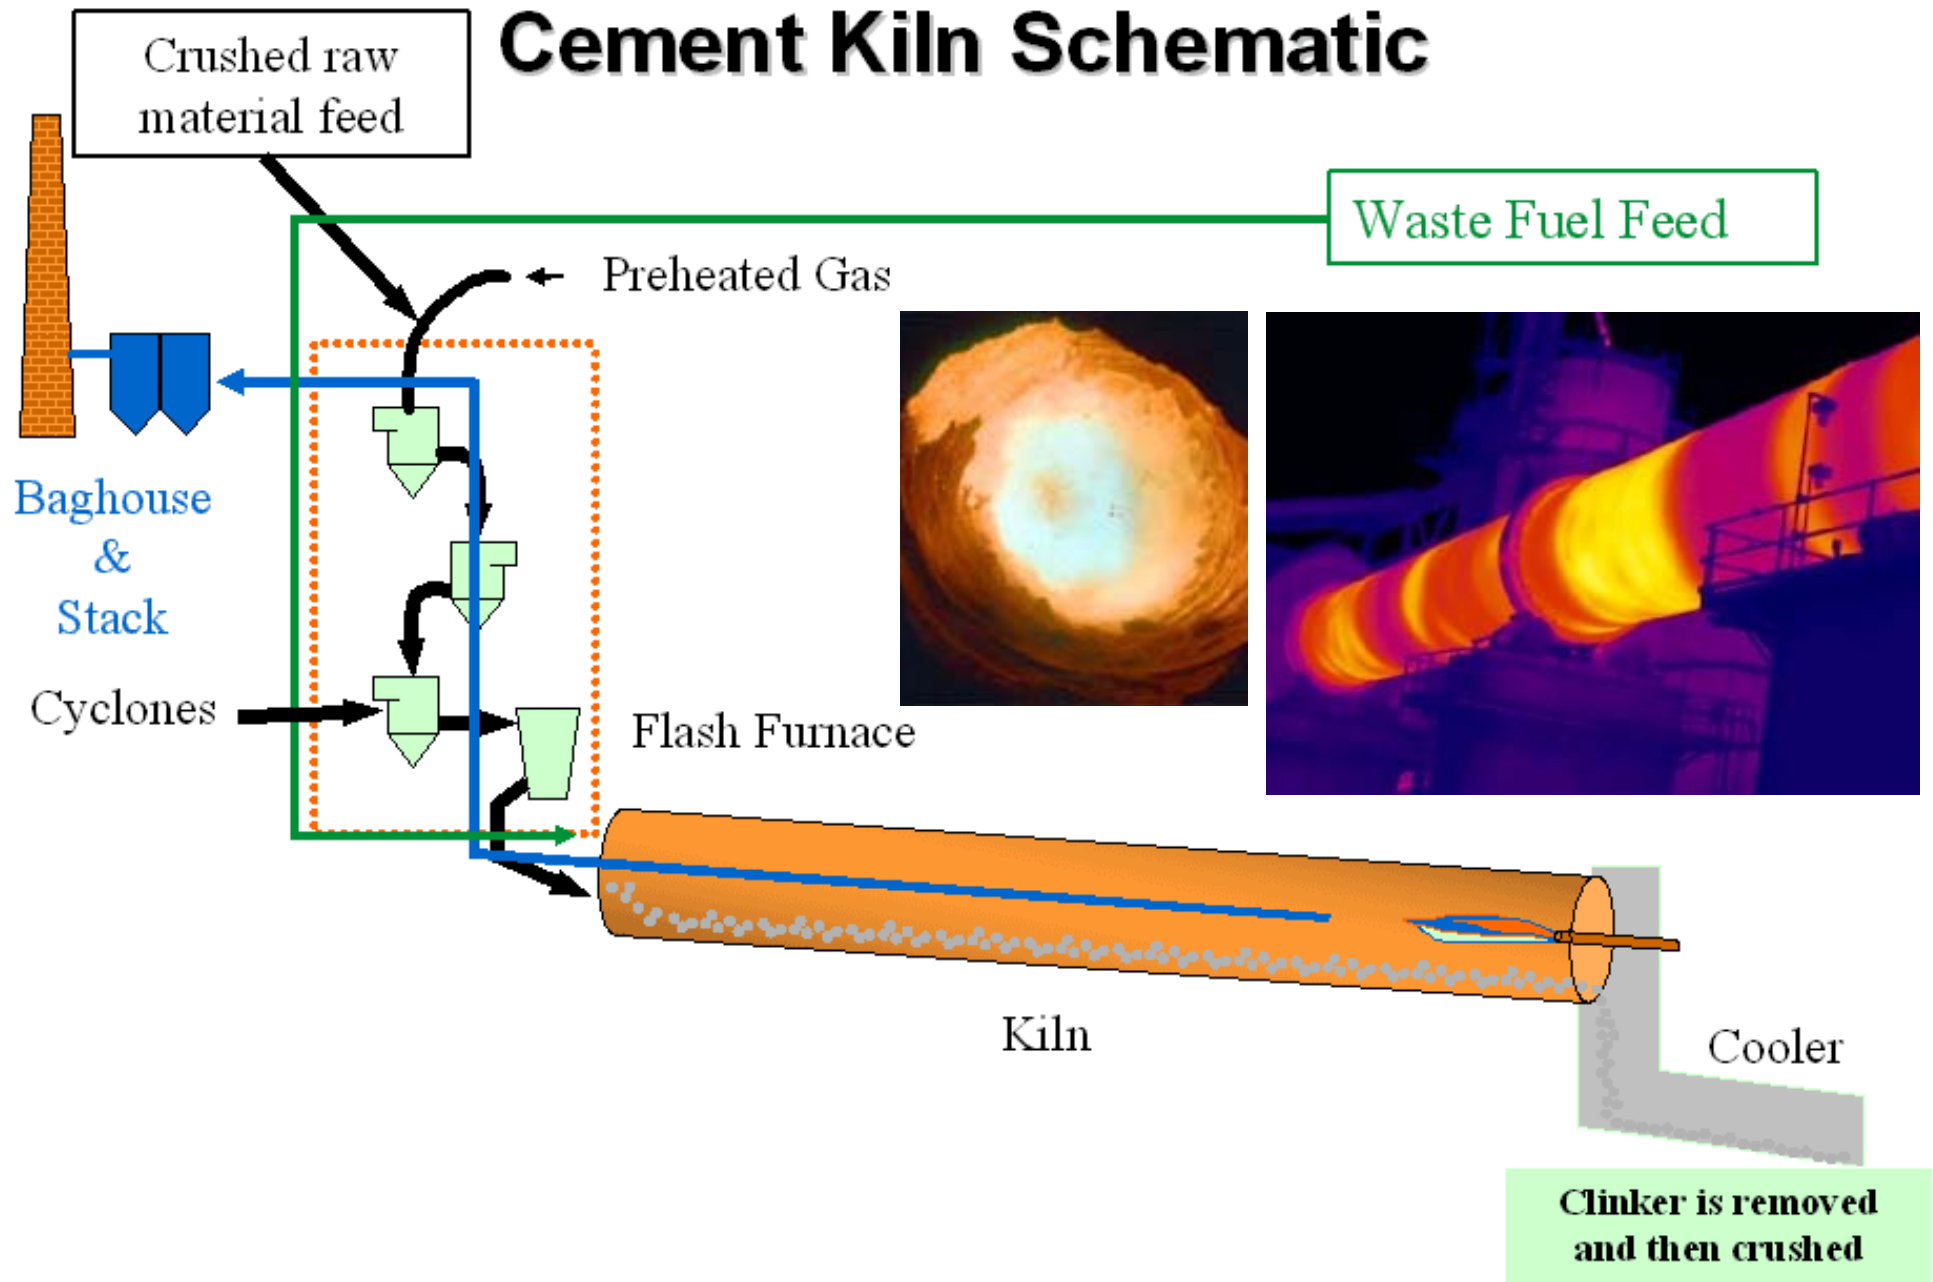 Cement Kiln Schematic
Crushed raw
material feed
Waste Fuel Feed
Preheated Gas
Baghouse
&
Stack
Cyclones
Flash Furnace
Kiln
Cooler
Clinker is removed
and then crushed